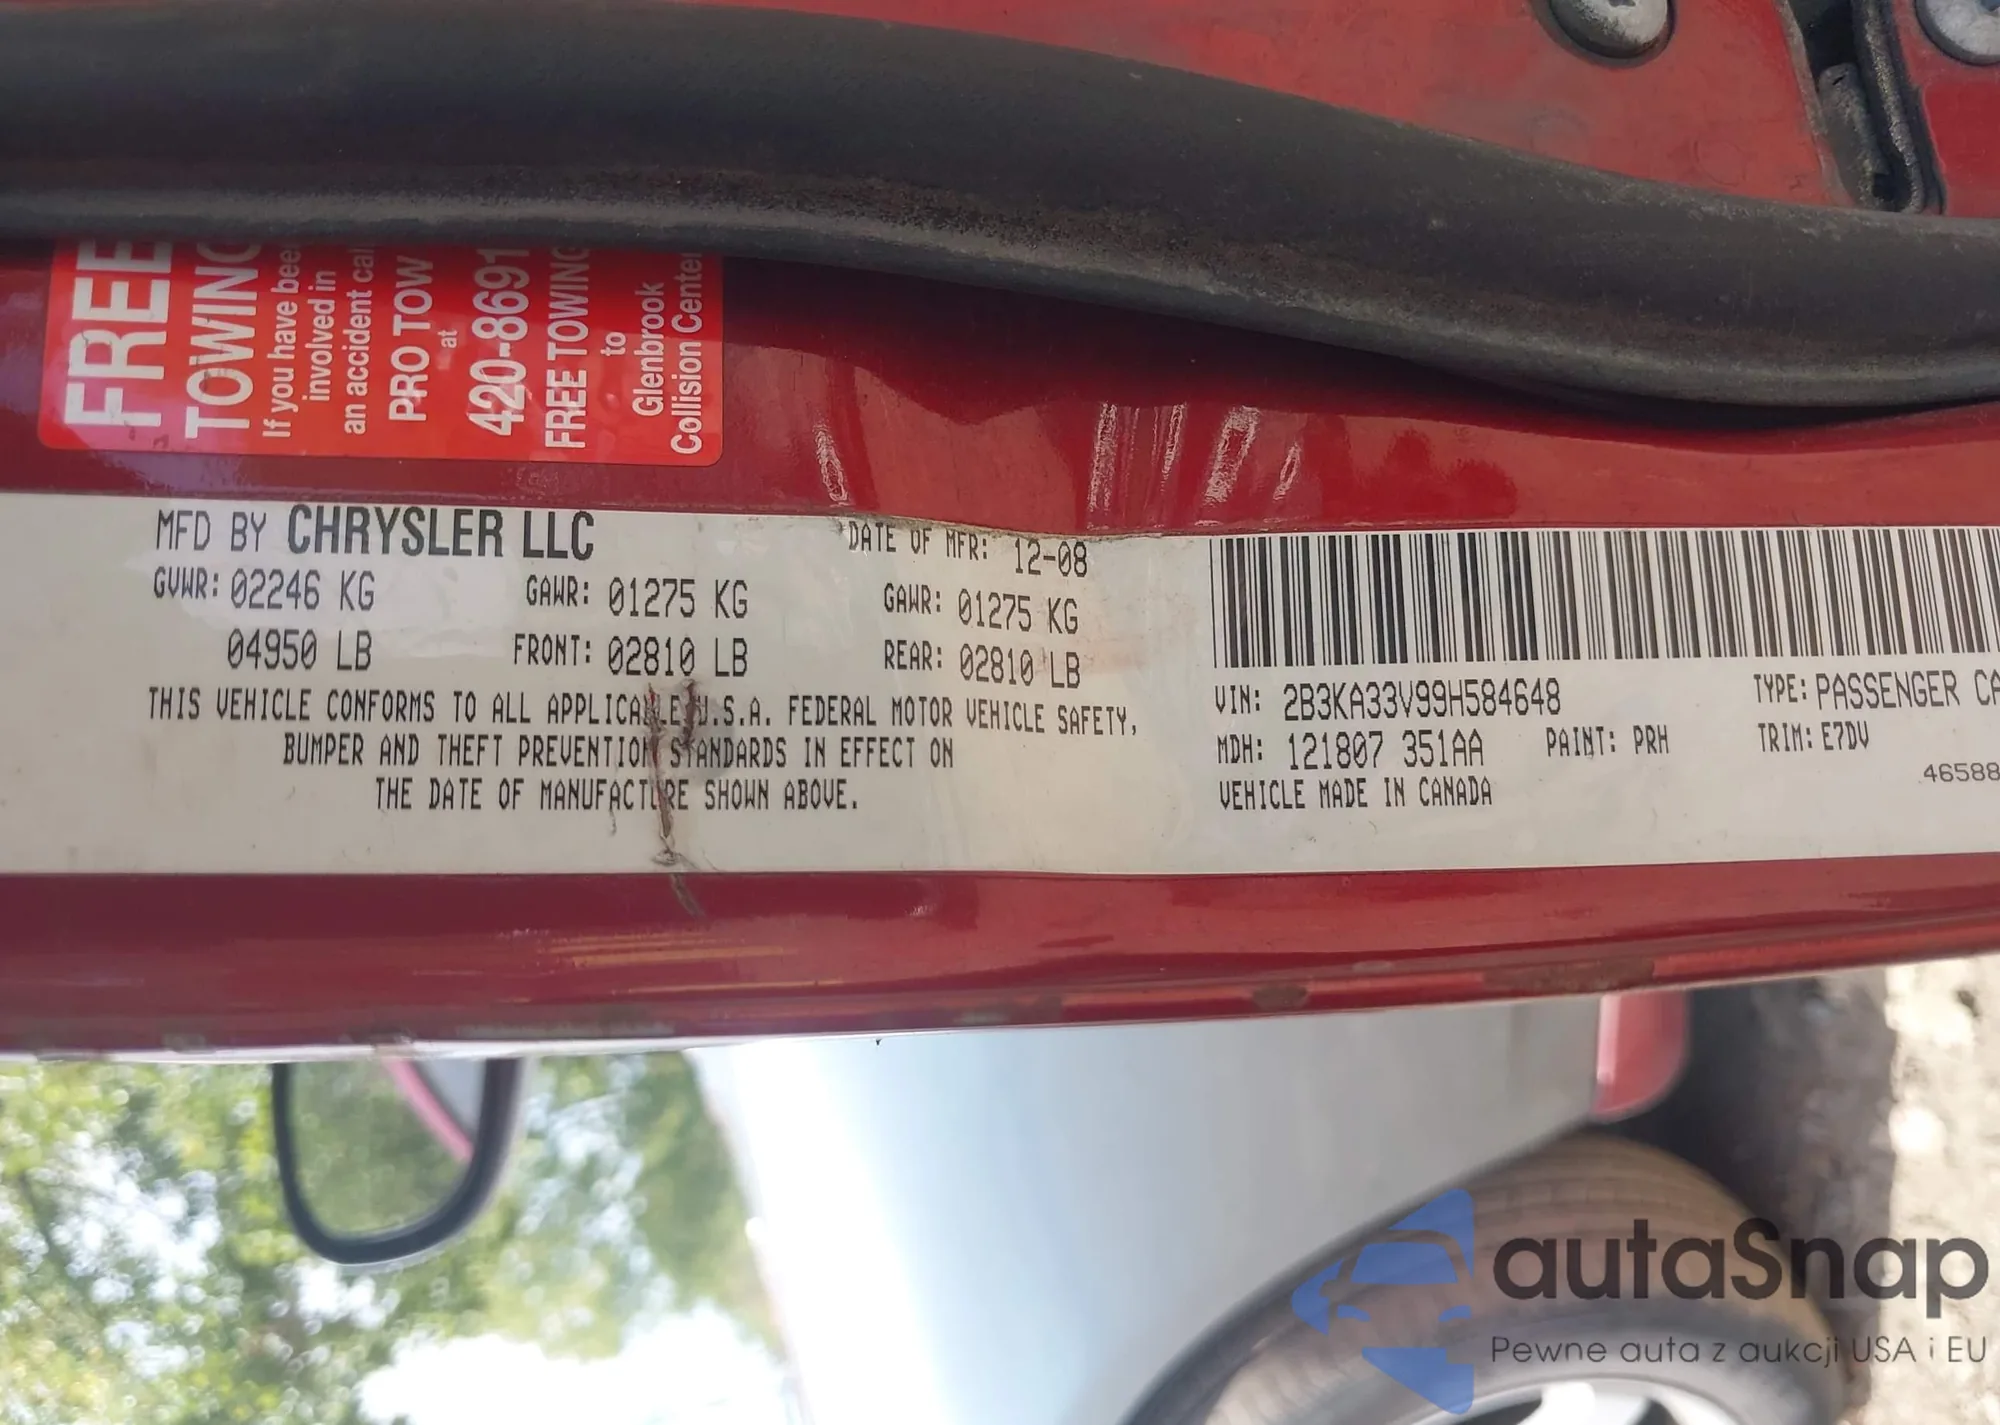 FREE
TOWING
If you have been
involved in
an accident call
PRO TOW
at
420-8691
FREE TOWING
to
Glenbrook
Collision Center
MFD BY CHRYSLER LLC
DATE OF MFR: 12-08
GVWR: 02246 KG
GAWR: 01275 KG
GAWR: 01275 KG
04950 LB
FRONT: 02810 LB
REAR: 02810 LB
THIS VEHICLE CONFORMS TO ALL APPLICABLE U.S.A. FEDERAL MOTOR VEHICLE SAFETY,
BUMPER AND THEFT PREVENTION STANDARDS IN EFFECT ON
THE DATE OF MANUFACTURE SHOWN ABOVE.
VIN: 2B3KA33V99H584648
TYPE: PASSENGER CA
MDH: 121807 351AA
PAINT: PRH
TRIM: E7DV
VEHICLE MADE IN CANADA
46588
autaSnap
Pewne auta z aukcji USA i EU